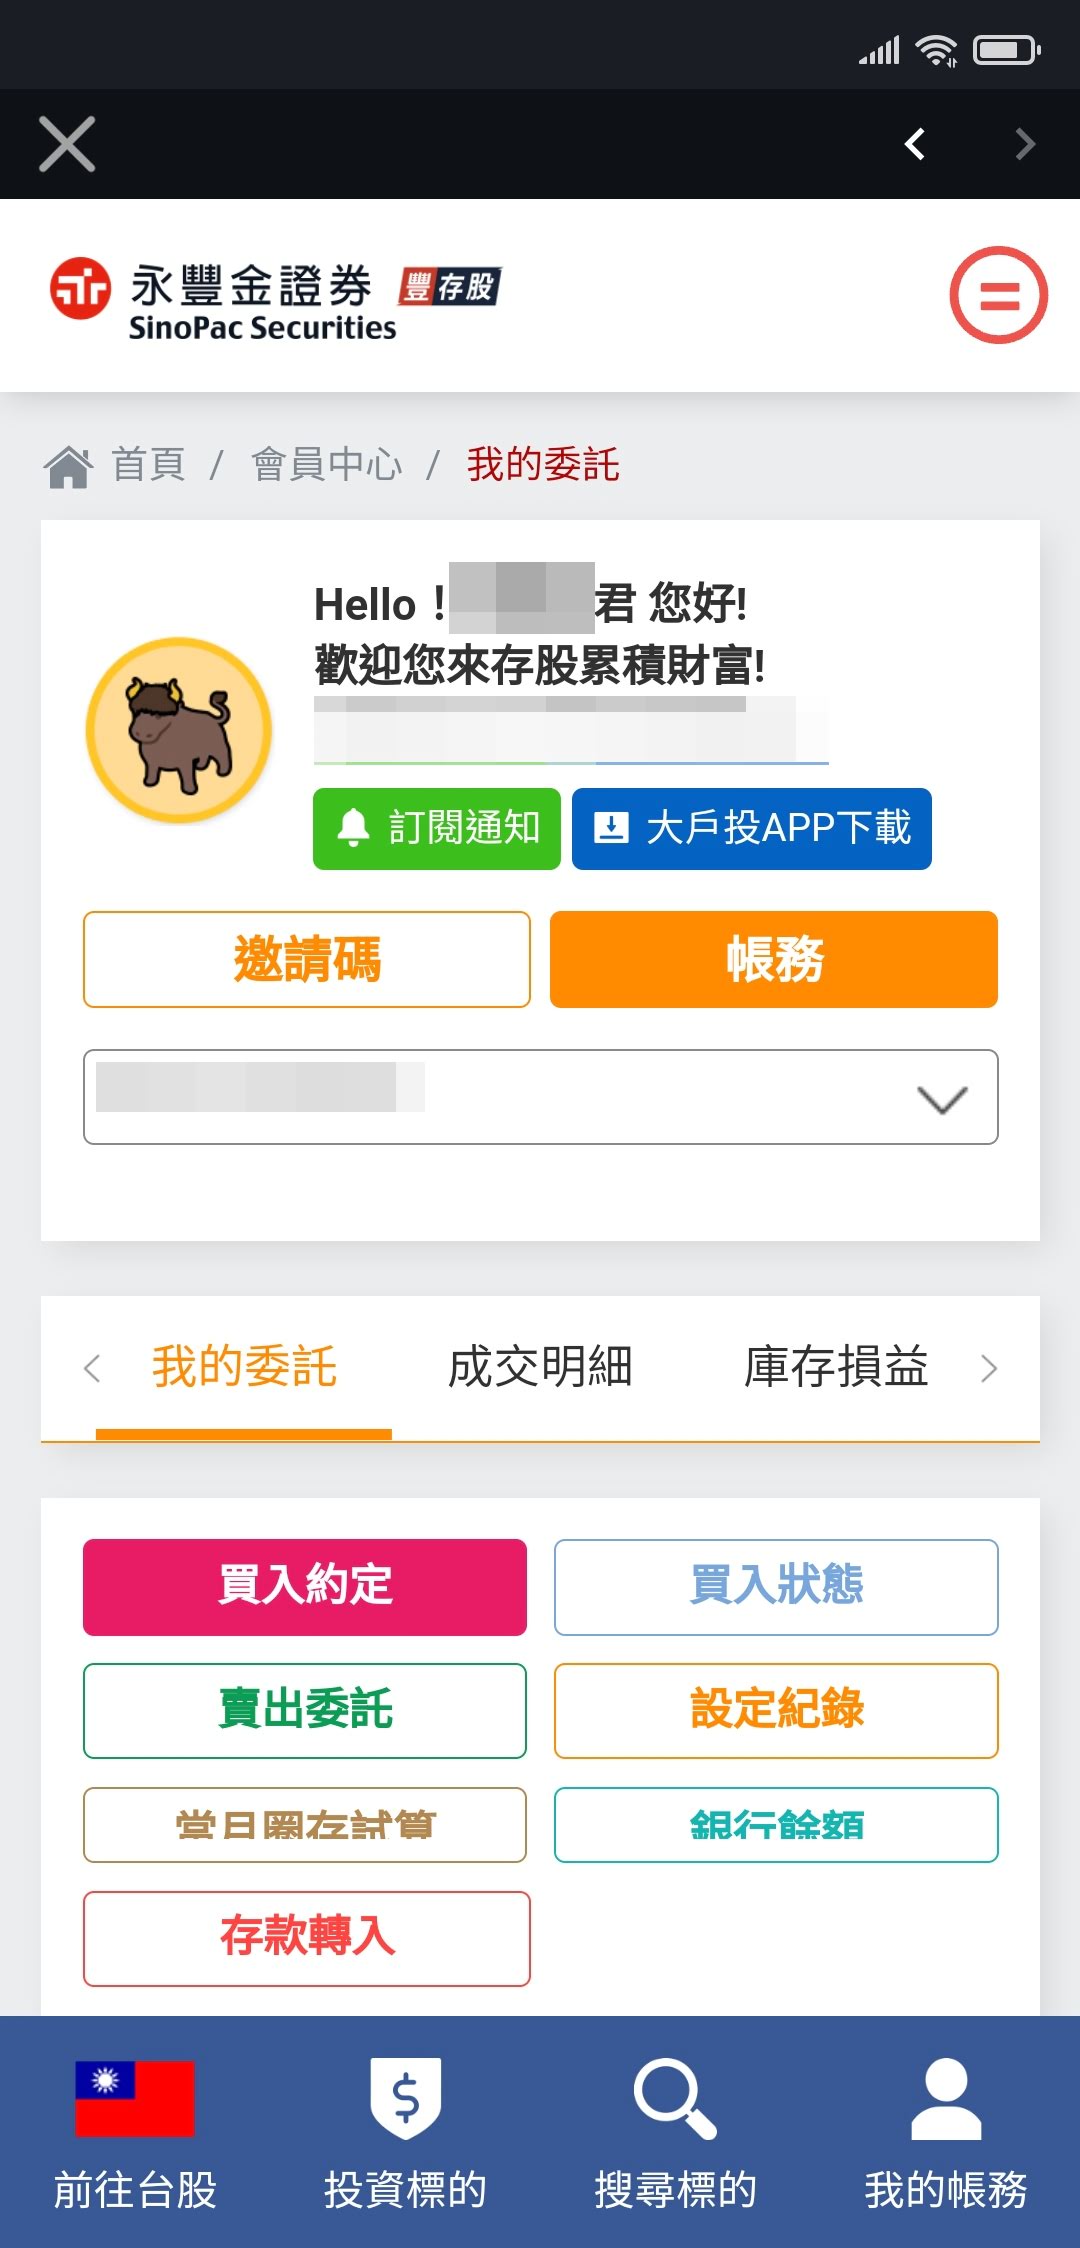 永豐金證券 豐存股
SinoPac Securities
首頁 / 會員中心 / 我的委託
Hello！君 您好!
歡迎您來存股累積財富!
訂閱通知 大戶投APP下載
邀請碼 帳務
我的委託 成交明細 庫存損益
買入約定 買入狀態
賣出委託 設定紀錄
當日圈存試算 銀行餘額
存款轉入
前往台股 投資標的 搜尋標的 我的帳務